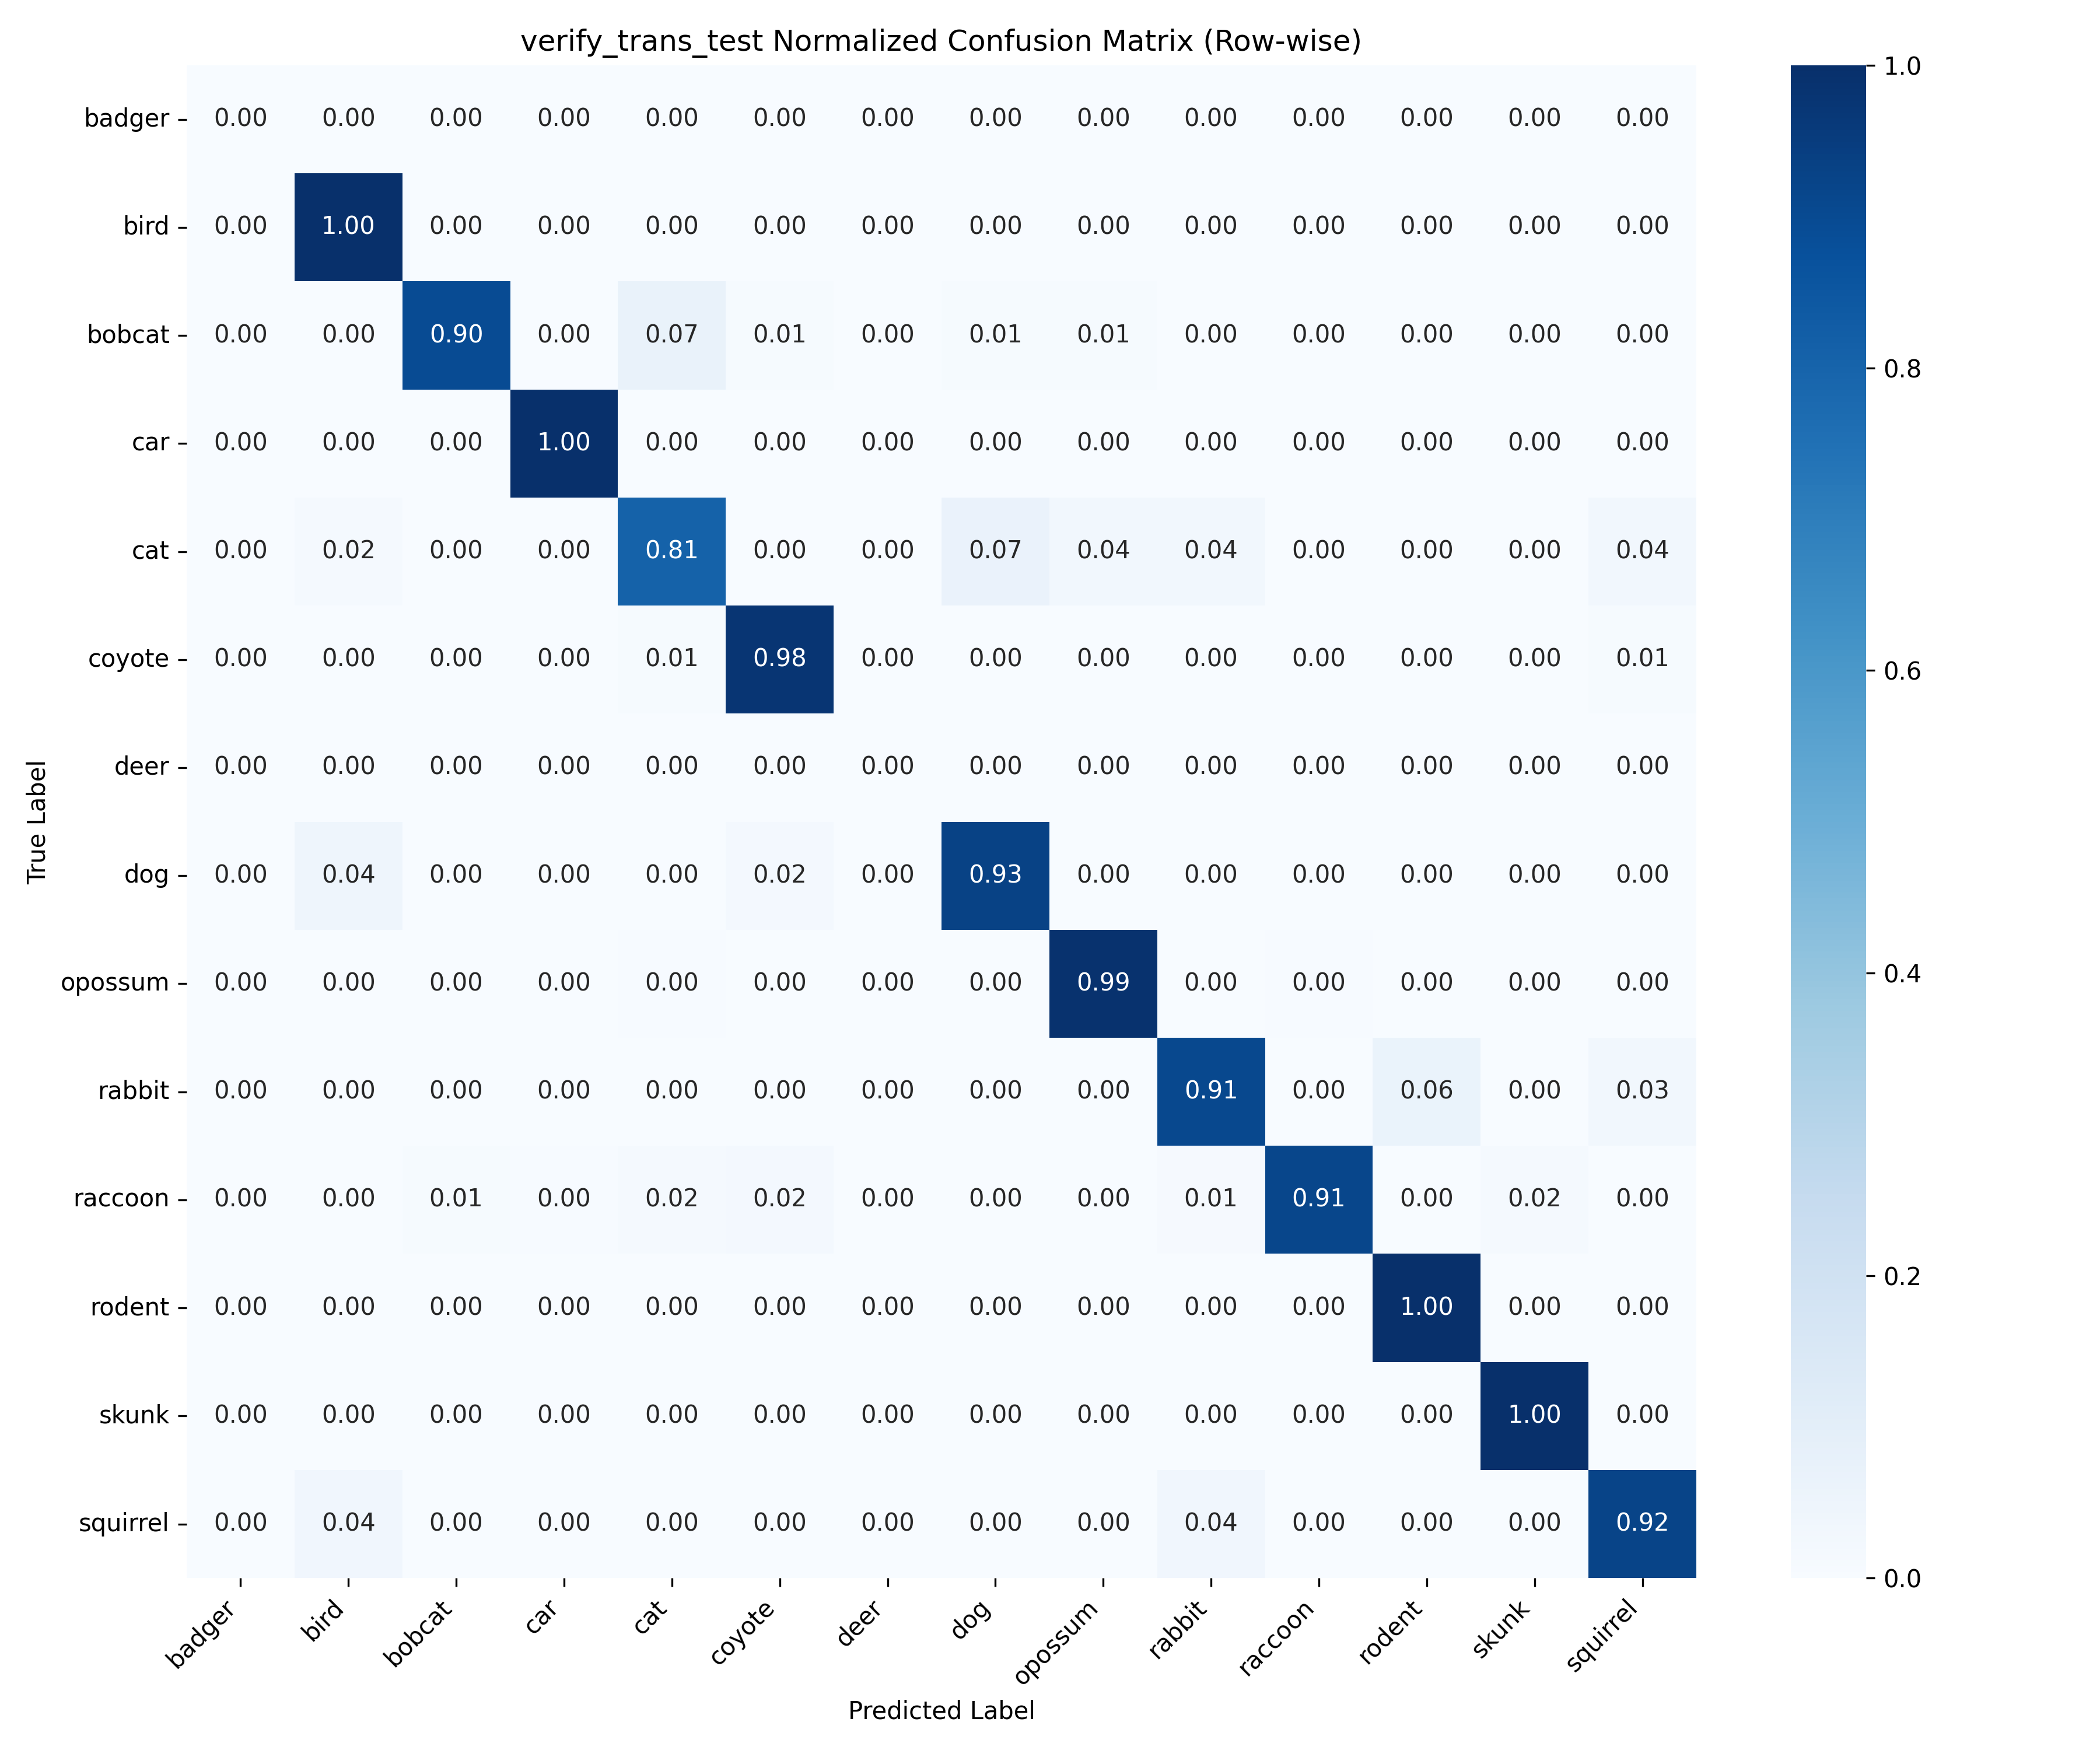 verify_trans_test Normalized Confusion Matrix (Row-wise)
badger 0.00 0.00 0.00 0.00 0.00 0.00 0.00 0.00 0.00 0.00 0.00 0.00 0.00 0.00
bird 0.00 1.00 0.00 0.00 0.00 0.00 0.00 0.00 0.00 0.00 0.00 0.00 0.00 0.00
bobcat 0.00 0.00 0.90 0.00 0.07 0.01 0.00 0.01 0.01 0.00 0.00 0.00 0.00 0.00
car 0.00 0.00 0.00 1.00 0.00 0.00 0.00 0.00 0.00 0.00 0.00 0.00 0.00 0.00
cat 0.00 0.02 0.00 0.00 0.81 0.00 0.00 0.07 0.04 0.04 0.00 0.00 0.00 0.04
coyote 0.00 0.00 0.00 0.00 0.01 0.98 0.00 0.00 0.00 0.00 0.00 0.00 0.00 0.01
deer 0.00 0.00 0.00 0.00 0.00 0.00 0.00 0.00 0.00 0.00 0.00 0.00 0.00 0.00
dog 0.00 0.04 0.00 0.00 0.00 0.02 0.00 0.93 0.00 0.00 0.00 0.00 0.00 0.00
opossum 0.00 0.00 0.00 0.00 0.00 0.00 0.00 0.00 0.99 0.00 0.00 0.00 0.00 0.00
rabbit 0.00 0.00 0.00 0.00 0.00 0.00 0.00 0.00 0.00 0.91 0.00 0.06 0.00 0.03
raccoon 0.00 0.00 0.01 0.00 0.02 0.02 0.00 0.00 0.00 0.01 0.91 0.00 0.02 0.00
rodent 0.00 0.00 0.00 0.00 0.00 0.00 0.00 0.00 0.00 0.00 0.00 1.00 0.00 0.00
skunk 0.00 0.00 0.00 0.00 0.00 0.00 0.00 0.00 0.00 0.00 0.00 0.00 1.00 0.00
squirrel 0.00 0.04 0.00 0.00 0.00 0.00 0.00 0.00 0.00 0.04 0.00 0.00 0.00 0.92
badger bird bobcat car cat coyote deer dog opossum rabbit raccoon rodent skunk squirrel
Predicted Label
True Label
1.0
0.8
0.6
0.4
0.2
0.0